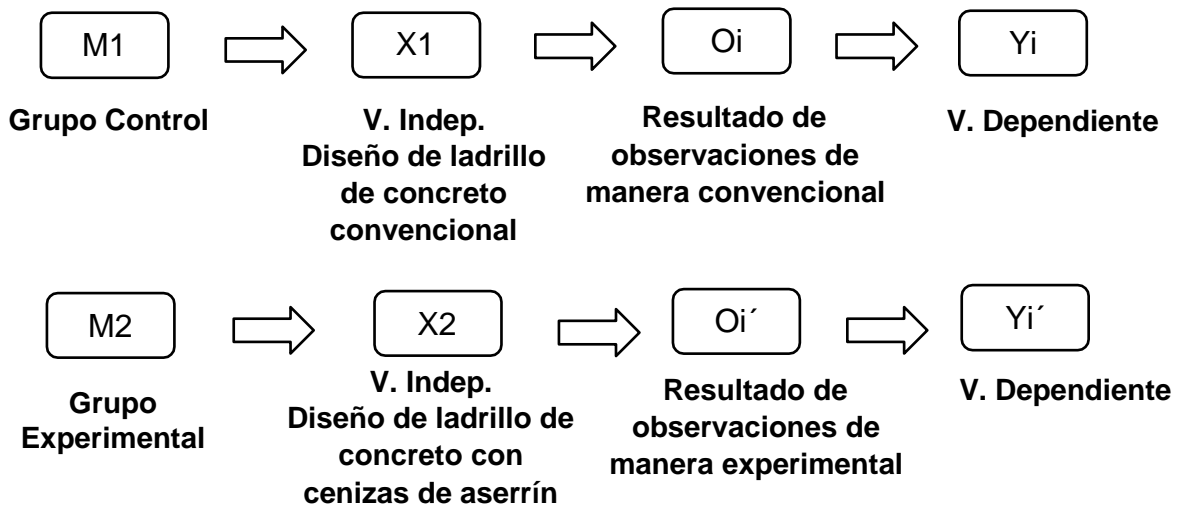 M1
X1
Oi
Yi
Grupo Control
V. Indep.
Diseño de ladrillo
de concreto
convencional
Resultado de
observaciones de
manera convencional
V. Dependiente
M2
X2
Oi´
Yi´
Grupo
Experimental
V. Indep.
Diseño de ladrillo de
concreto con
cenizas de aserrín
Resultado de
observaciones de
manera experimental
V. Dependiente